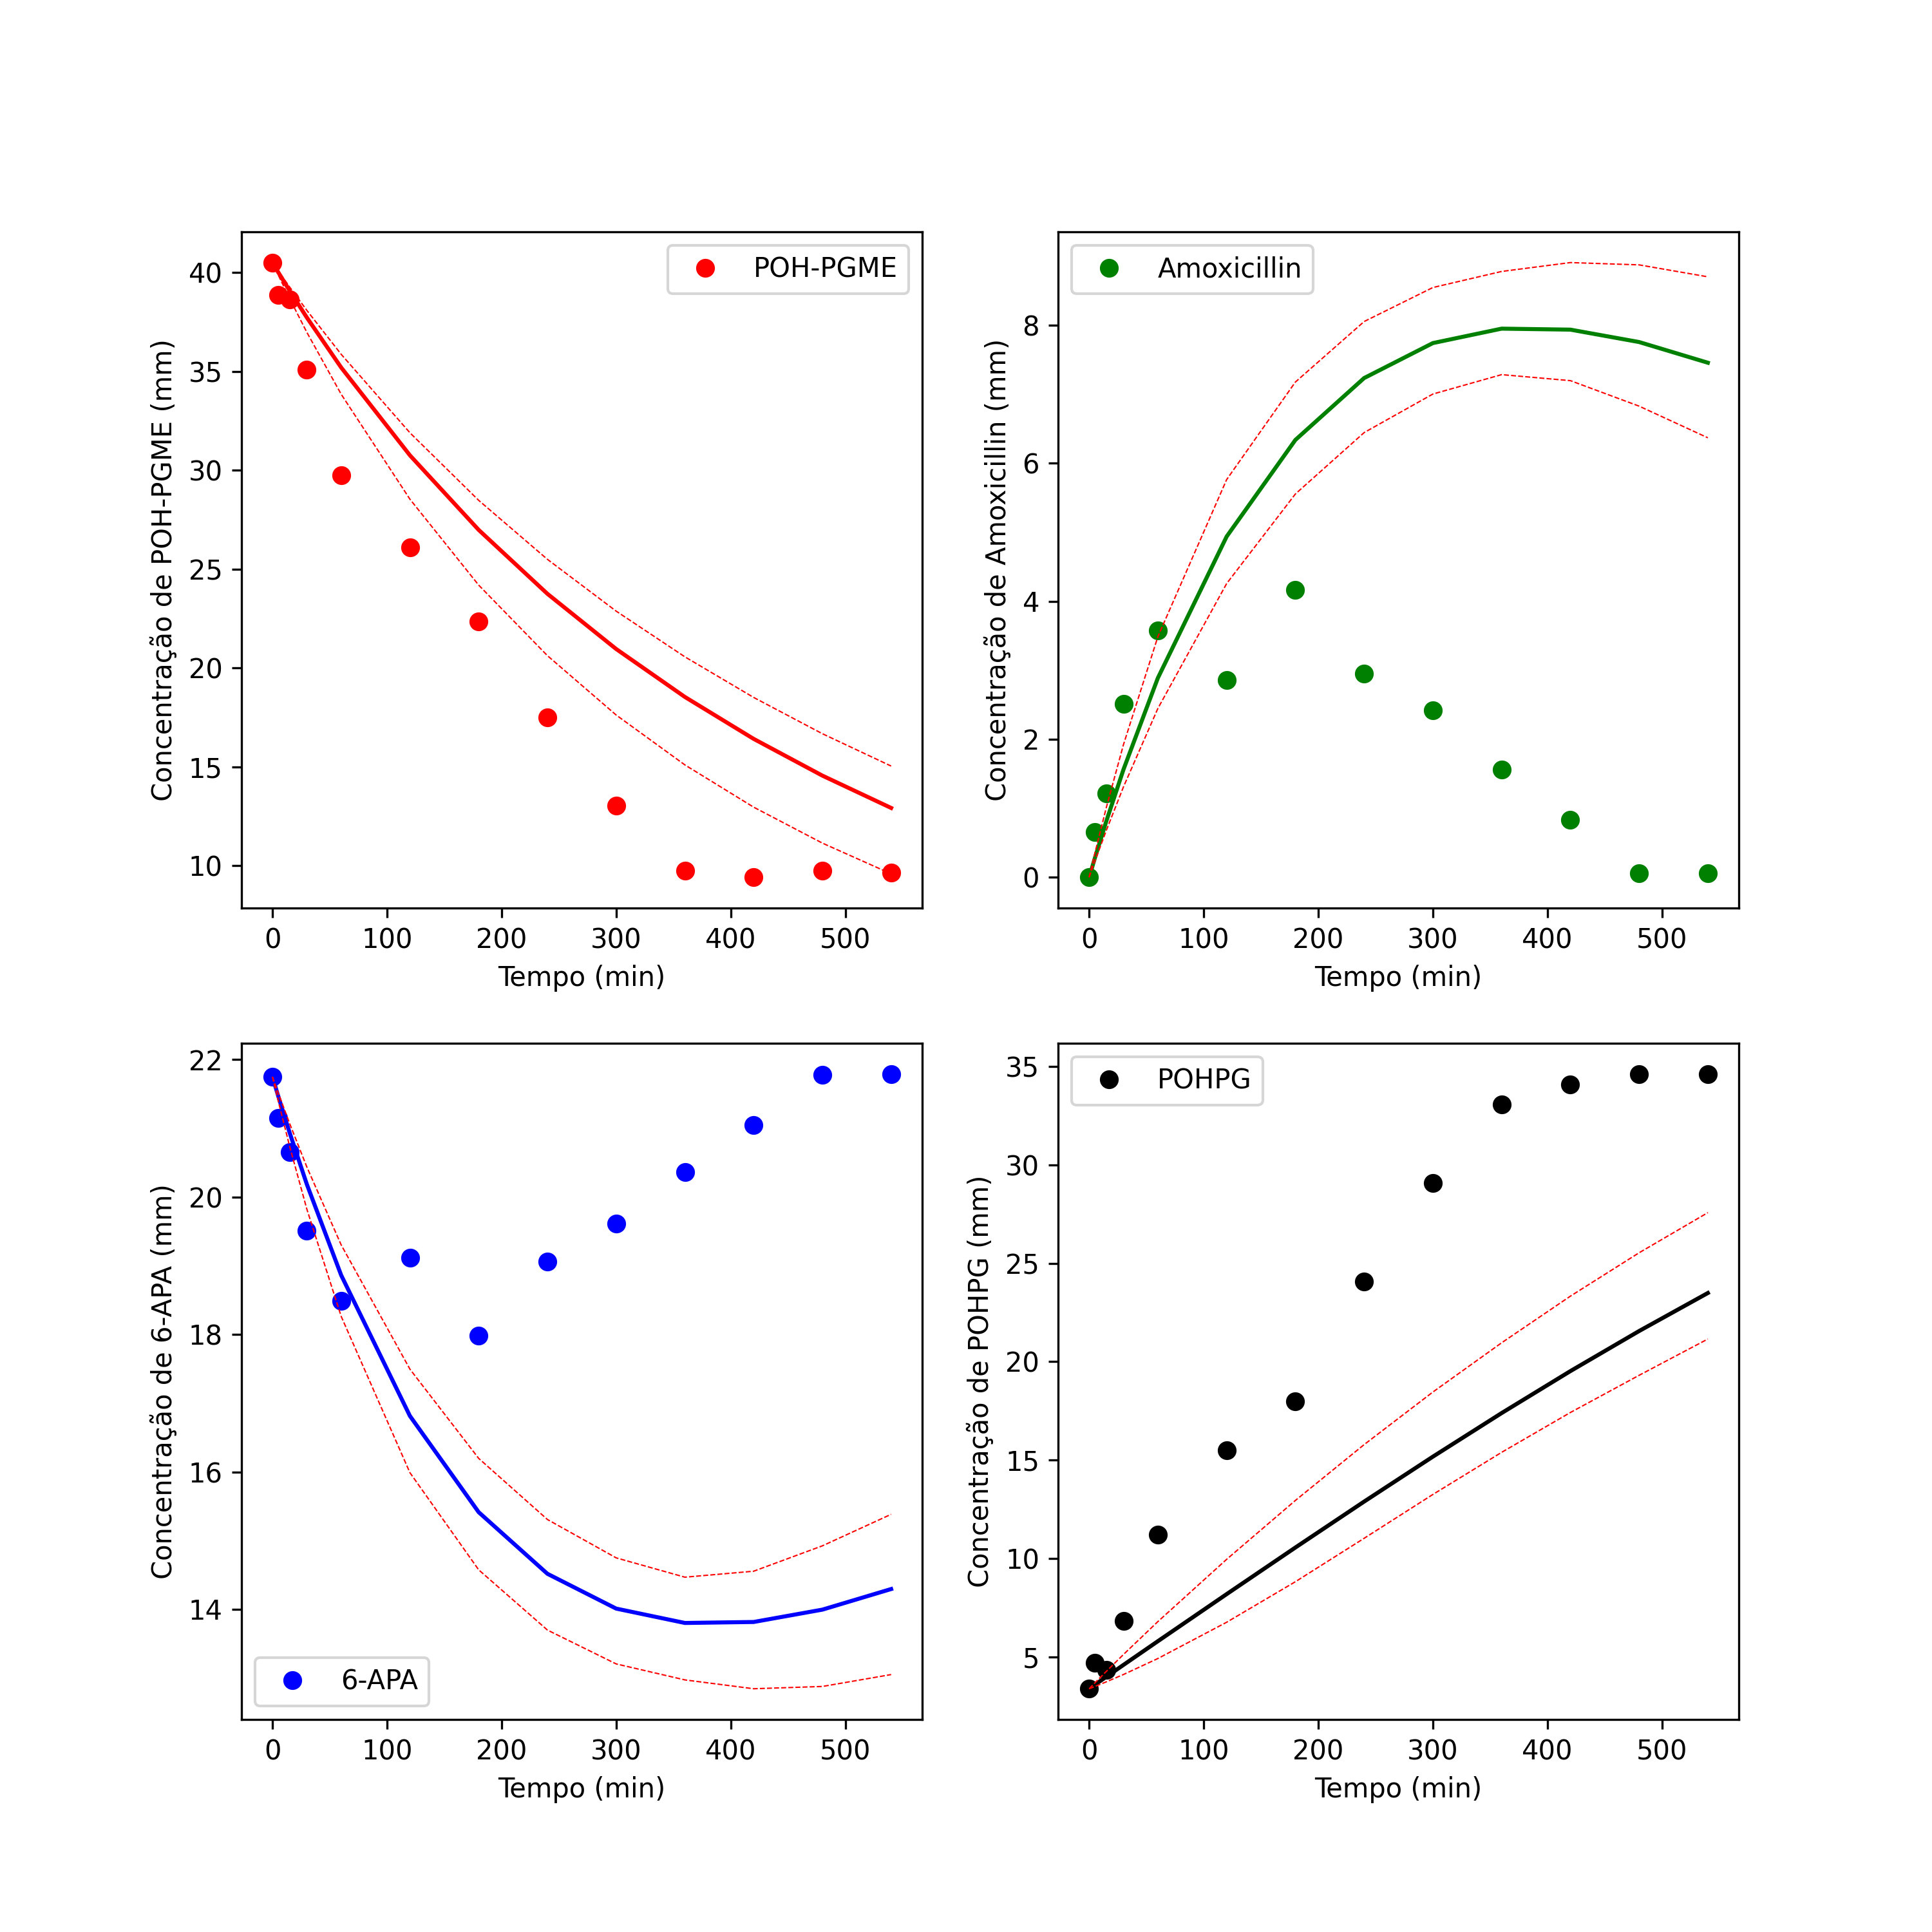 POH-PGME
Concentração de POH-PGME (mm)
40
35
30
25
20
15
10
0 100 200 300 400 500
Tempo (min)
Amoxicillin
Concentração de Amoxicillin (mm)
8
6
4
2
0
0 100 200 300 400 500
Tempo (min)
6-APA
Concentração de 6-APA (mm)
22
20
18
16
14
0 100 200 300 400 500
Tempo (min)
POHPG
Concentração de POHPG (mm)
35
30
25
20
15
10
5
0 100 200 300 400 500
Tempo (min)